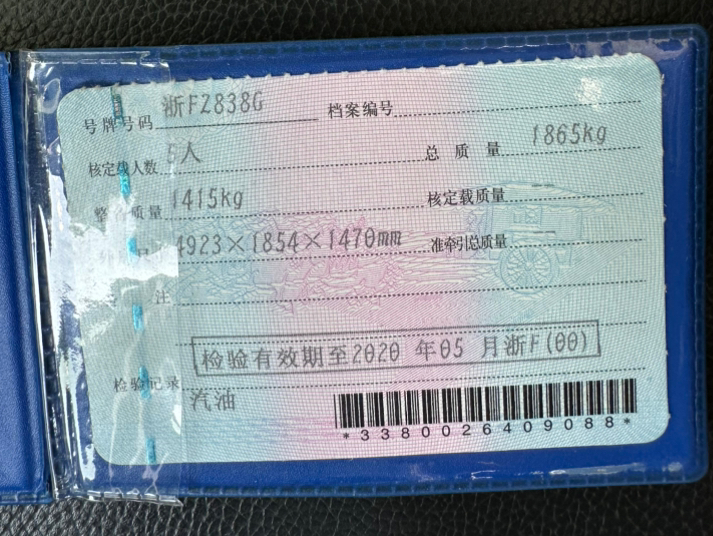 号牌号码 浙FZ838G 档案编号
核定载人数 5人 总质量 1865kg
整备质量 1415kg 核定载质量
4923×1854×1470mm 准牵引总质量 --
注
检验有效期至2020年05月浙F(00)
检验记录
汽油
*3380026409088*